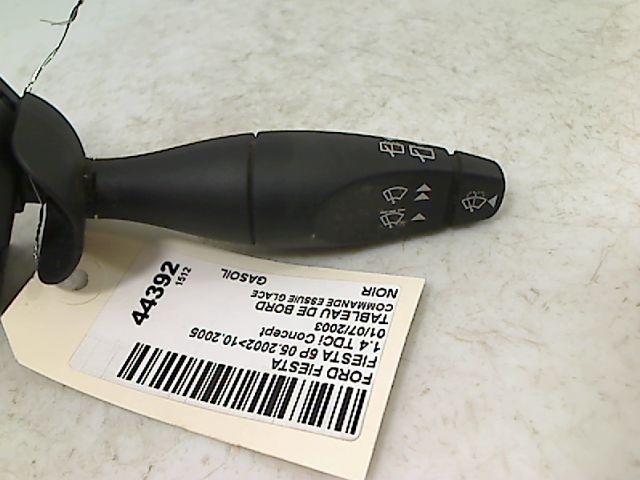 FORD FIESTA
FIESTA 5P 05.2002>10.2005
1.4 TDCi Concept
01/07/2003
TABLEAU DE BORD
COMMANDE ESSUIE GLACE
NOIR
GASOIL
44392
1512